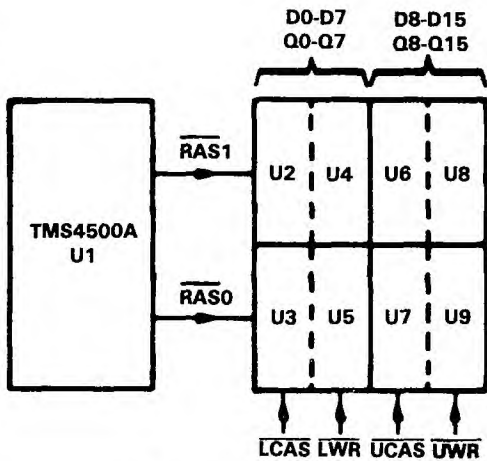 D0-D7 D8-D15
Q0-Q7 Q8-Q15
RAS1
U2 U4 U6 U8
TMS4500A
U1
RAS0
U3 U5 U7 U9
LCAS LWR UCAS UWR